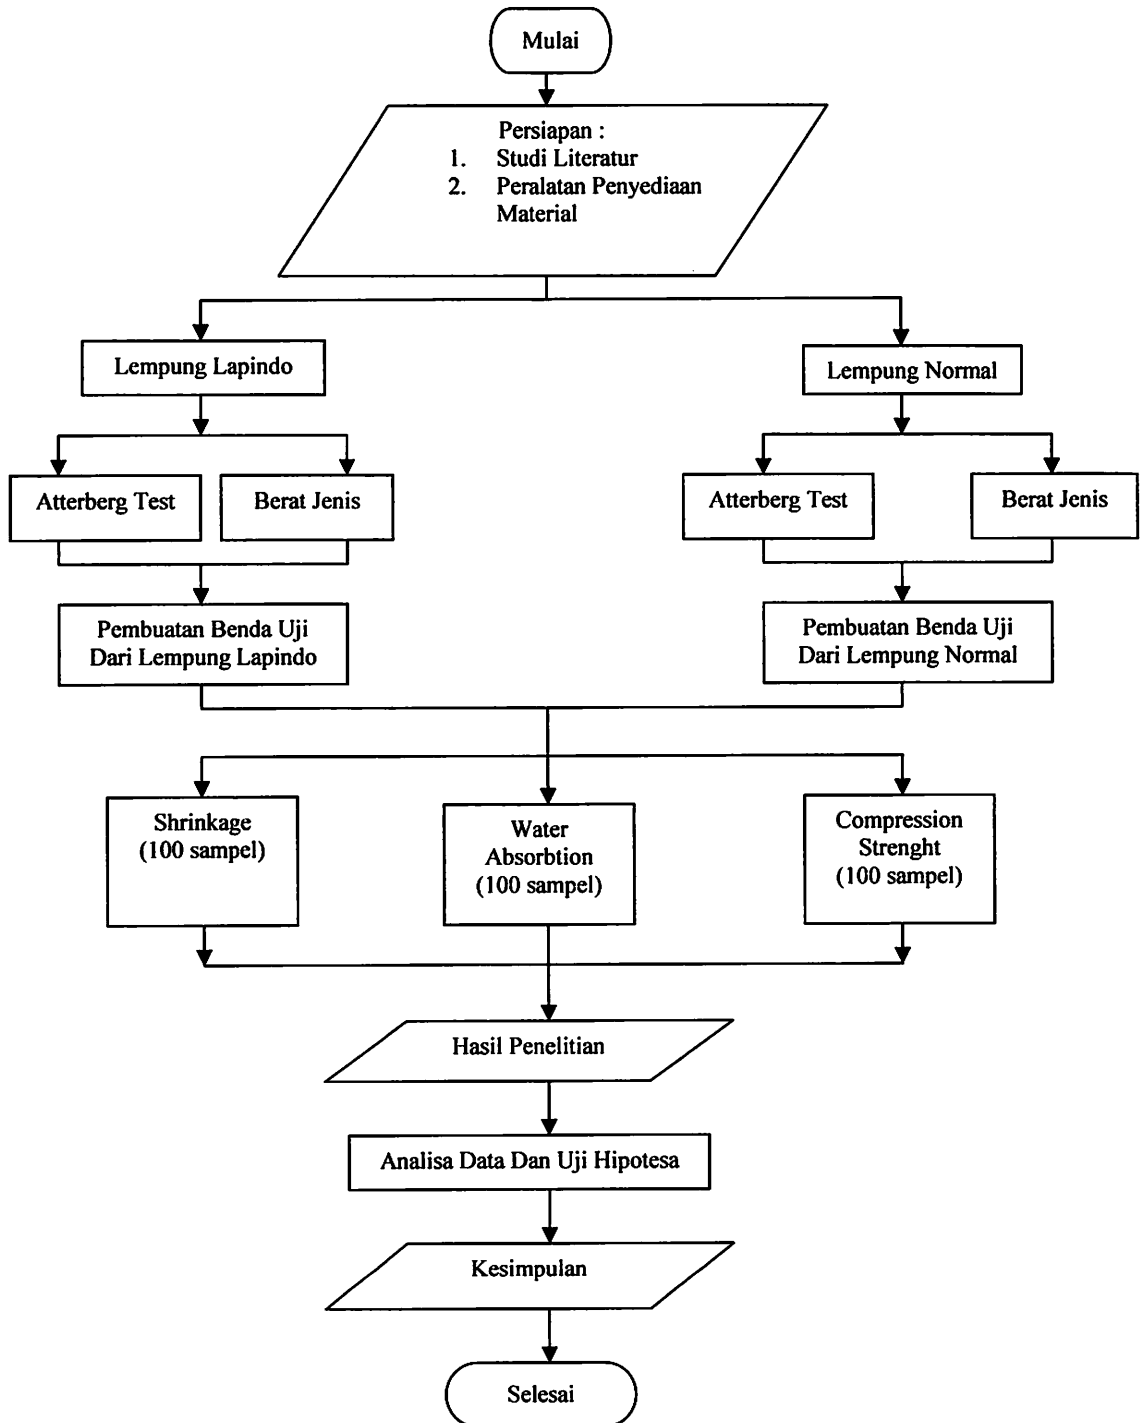 Mulai
Persiapan :
1. Studi Literatur
2. Peralatan Penyediaan
Material
Lempung Lapindo
Lempung Normal
Atterberg Test
Berat Jenis
Atterberg Test
Berat Jenis
Pembuatan Benda Uji
Dari Lempung Lapindo
Pembuatan Benda Uji
Dari Lempung Normal
Shrinkage
(100 sampel)
Water
Absorbtion
(100 sampel)
Compression
Strenght
(100 sampel)
Hasil Penelitian
Analisa Data Dan Uji Hipotesa
Kesimpulan
Selesai